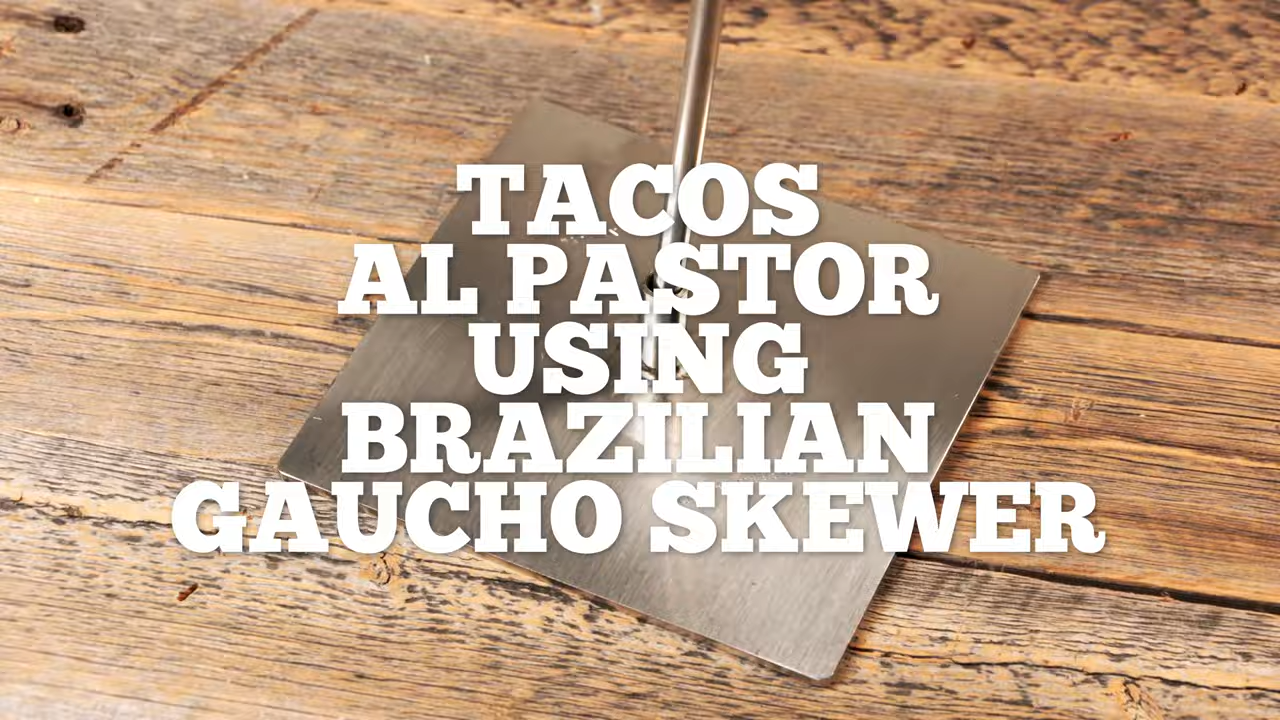 TACOS
AL PASTOR
USING
BRAZILIAN
GAUCHO SKEWER